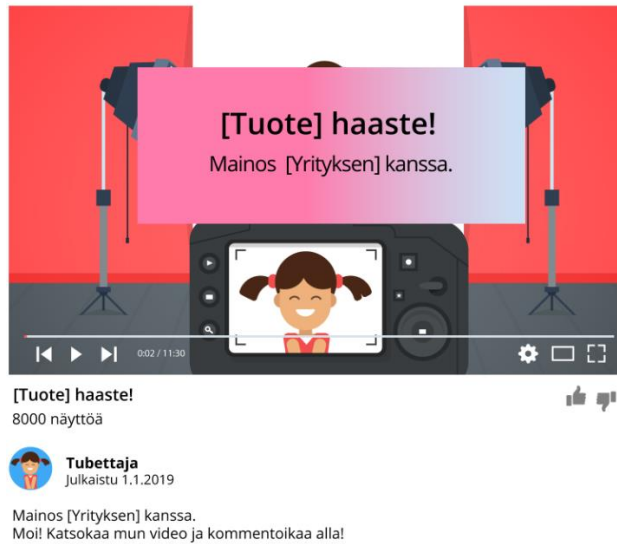 [Tuote] haaste!
Mainos [Yrityksen] kanssa.
0:02 / 11:30
[Tuote] haaste!
8000 näyttöä
Tubettaja
Julkaistu 1.1.2019
Mainos [Yrityksen] kanssa.
Moi! Katsokaa mun video ja kommentoikaa alla!